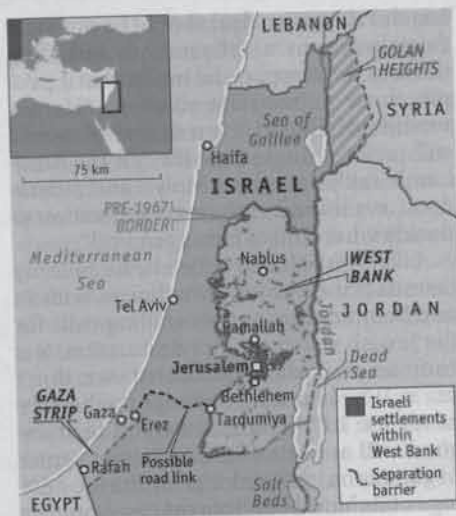 LEBANON
GOLAN
HEIGHTS
SYRIA
Sea of
Galilee
75 km
Haifa
ISRAEL
PRE-1967
BORDER
Mediterranean
Sea
Nablus
WEST
BANK
Tel Aviv
JORDAN
Ramallah
Jordan
Jerusalem
Dead
Sea
Bethlehem
GAZA
STRIP
Gaza
Erez
Tarqumiya
Possible
road link
Rafah
EGYPT
Salt
Beds
Israeli
settlements
within
West Bank
Separation
barrier